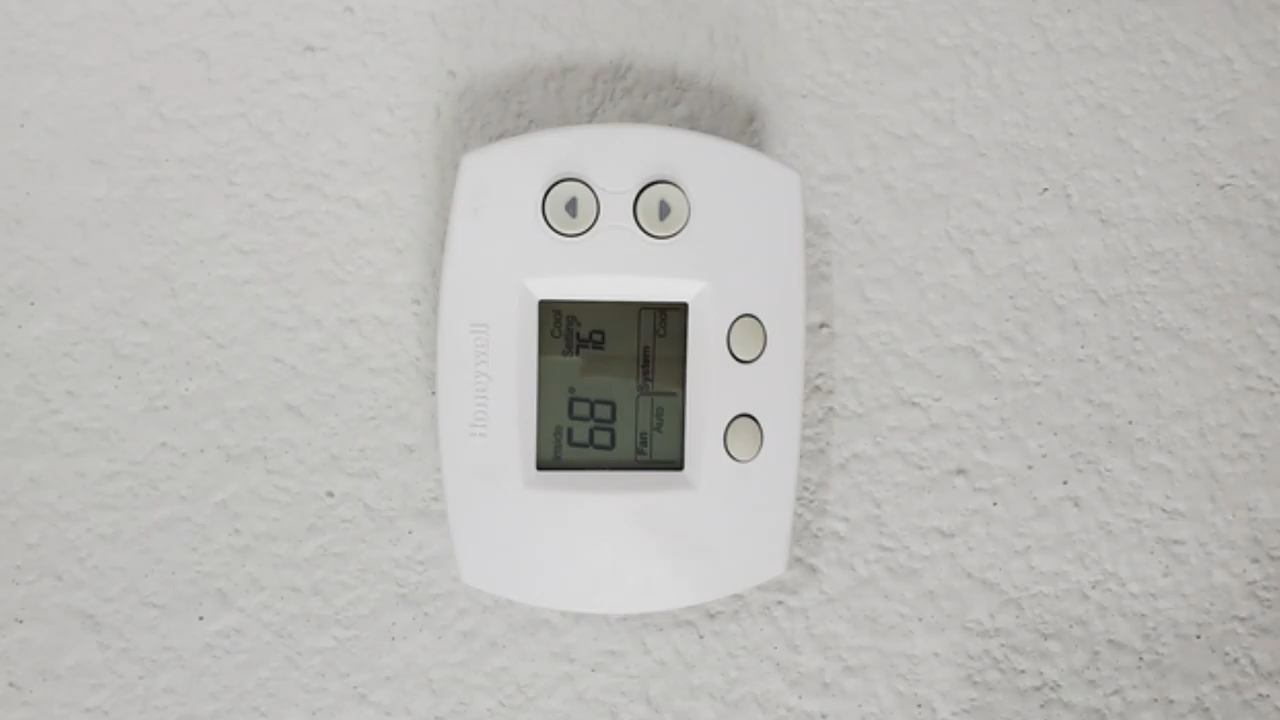 Honeywell
Inside
68°
Cool
Setting
76°
Fan
Auto
System
Cool